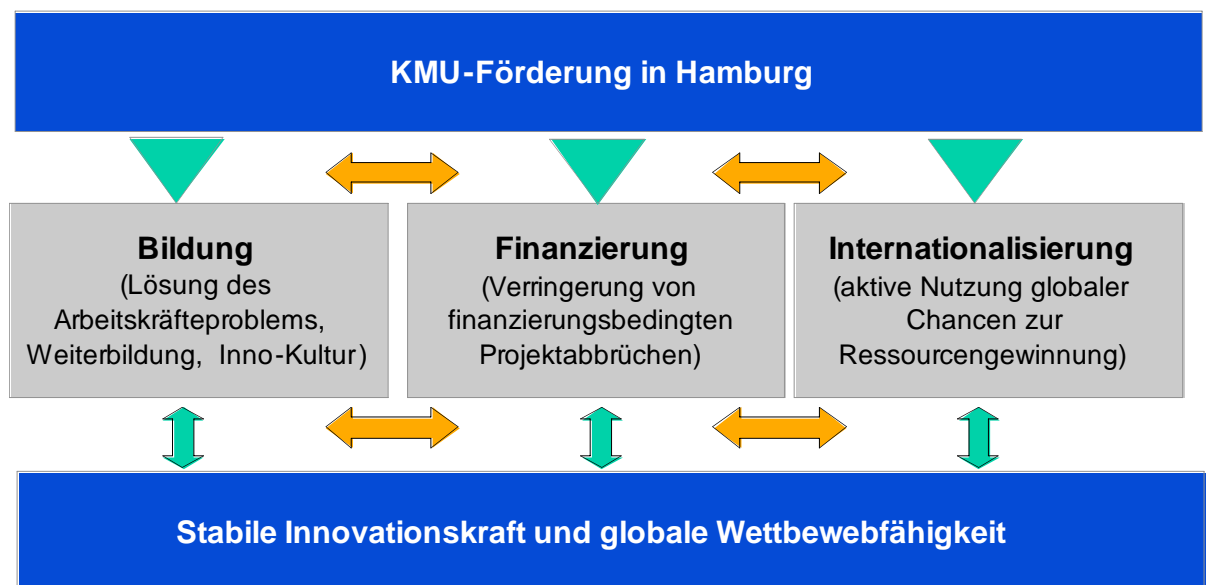 KMU-Förderung in Hamburg
Bildung
(Lösung des
Arbeitskräfteproblems,
Weiterbildung, Inno-Kultur)
Finanzierung
(Verringerung von
finanzierungsbedingten
Projektabbrüchen)
Internationalisierung
(aktive Nutzung globaler
Chancen zur
Ressourcengewinnung)
Stabile Innovationskraft und globale Wettbewebfähigkeit